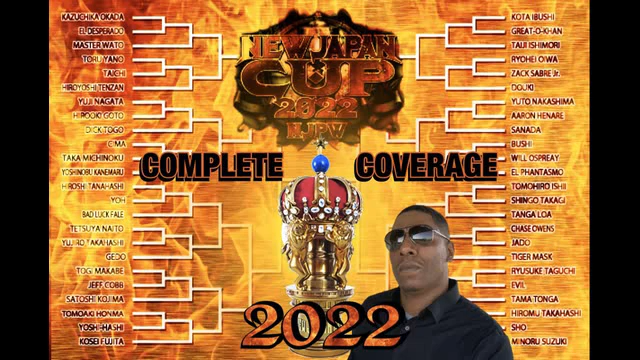 KAZUCHIKA OKADA
EL DESPERADO
MASTER WATO
TORU YANO
TAICHI
HIROYOSHI TENZAN
YUJI NAGATA
HIROOKI GOTO
DICK TOGO
CIMA
TAKA MICHINOKU
YOSHINOBU KANEMARU
HIROSHI TANAHASHI
YOH
BAD LUCK FALE
TETSUYA NAITO
YUJIRO TAKAHASHI
GEDO
TOGI MAKABE
JEFF COBB
SATOSHI KOJIMA
TOMOAKI HONMA
YOSHI-HASHI
KOSEI FUJITA
NEW JAPAN
CUP
2022
NJPW
COMPLETE COVERAGE
2022
KOTA IBUSHI
GREAT-O-KHAN
TAIJI ISHIMORI
RYOHEI OIWA
ZACK SABRE Jr.
DOUKI
YUTO NAKASHIMA
AARON HENARE
SANADA
BUSHI
WILL OSPREAY
EL PHANTASMO
TOMOHIRO ISHII
SHINGO TAKAGI
TANGA LOA
CHASE OWENS
JADO
TIGER MASK
RYUSUKE TAGUCHI
EVIL
TAMA TONGA
HIROMU TAKAHASHI
SHO
MINORU SUZUKI